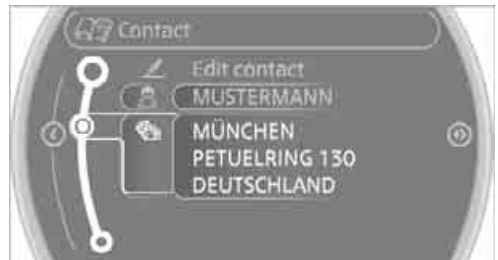 Contact
Edit contact
MUSTERMANN
MÜNCHEN
PETUELRING 130
DEUTSCHLAND